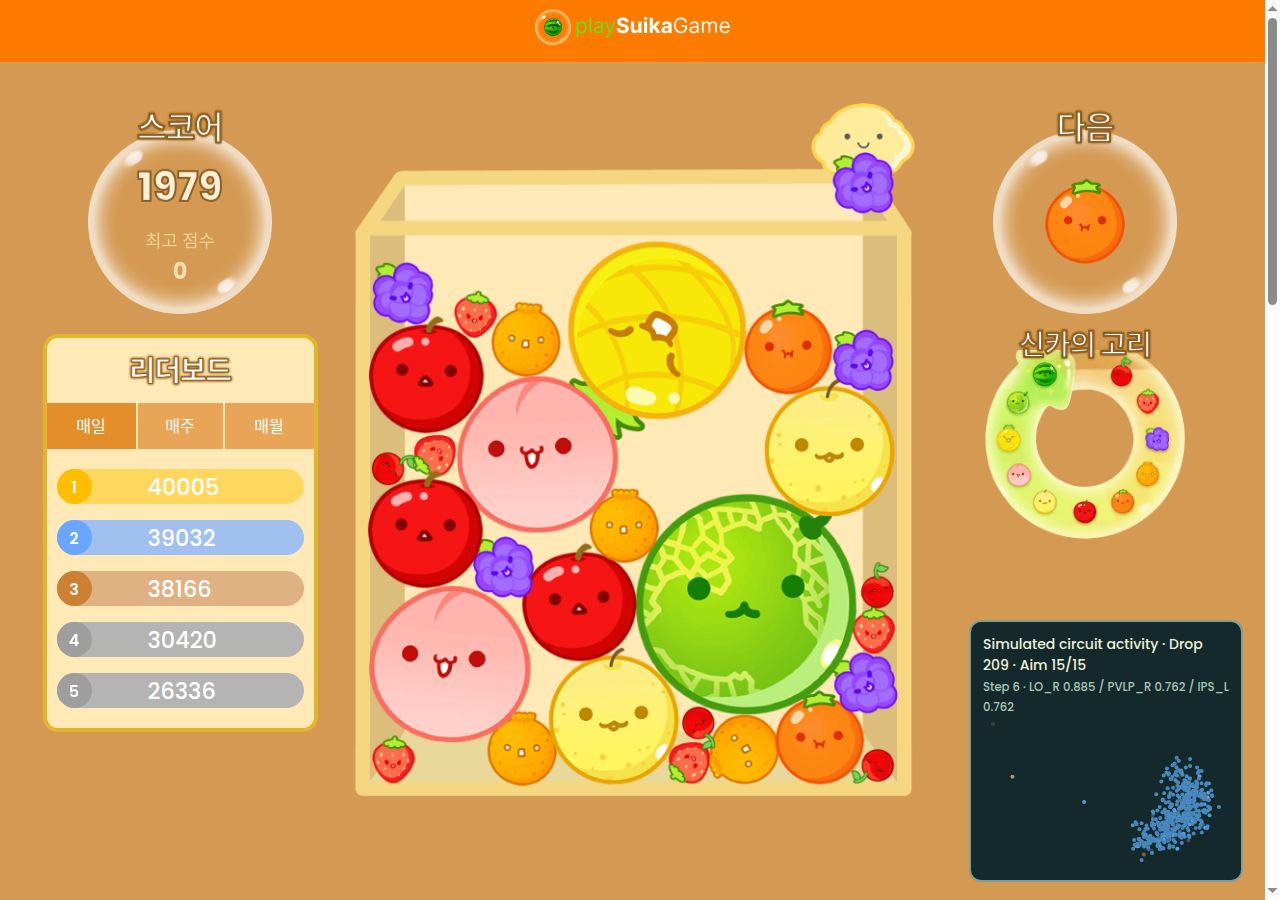 playSuikaGame
스코어
1979
최고 점수
0
리더보드
매일 매주 매월
1 40005
2 39032
3 38166
4 30420
5 26336
다음
신카의 고리
Simulated circuit activity · Drop
209 · Aim 15/15
Step 6 · LO_R 0.885 / PVLP_R 0.762 / IPS_L
0.762